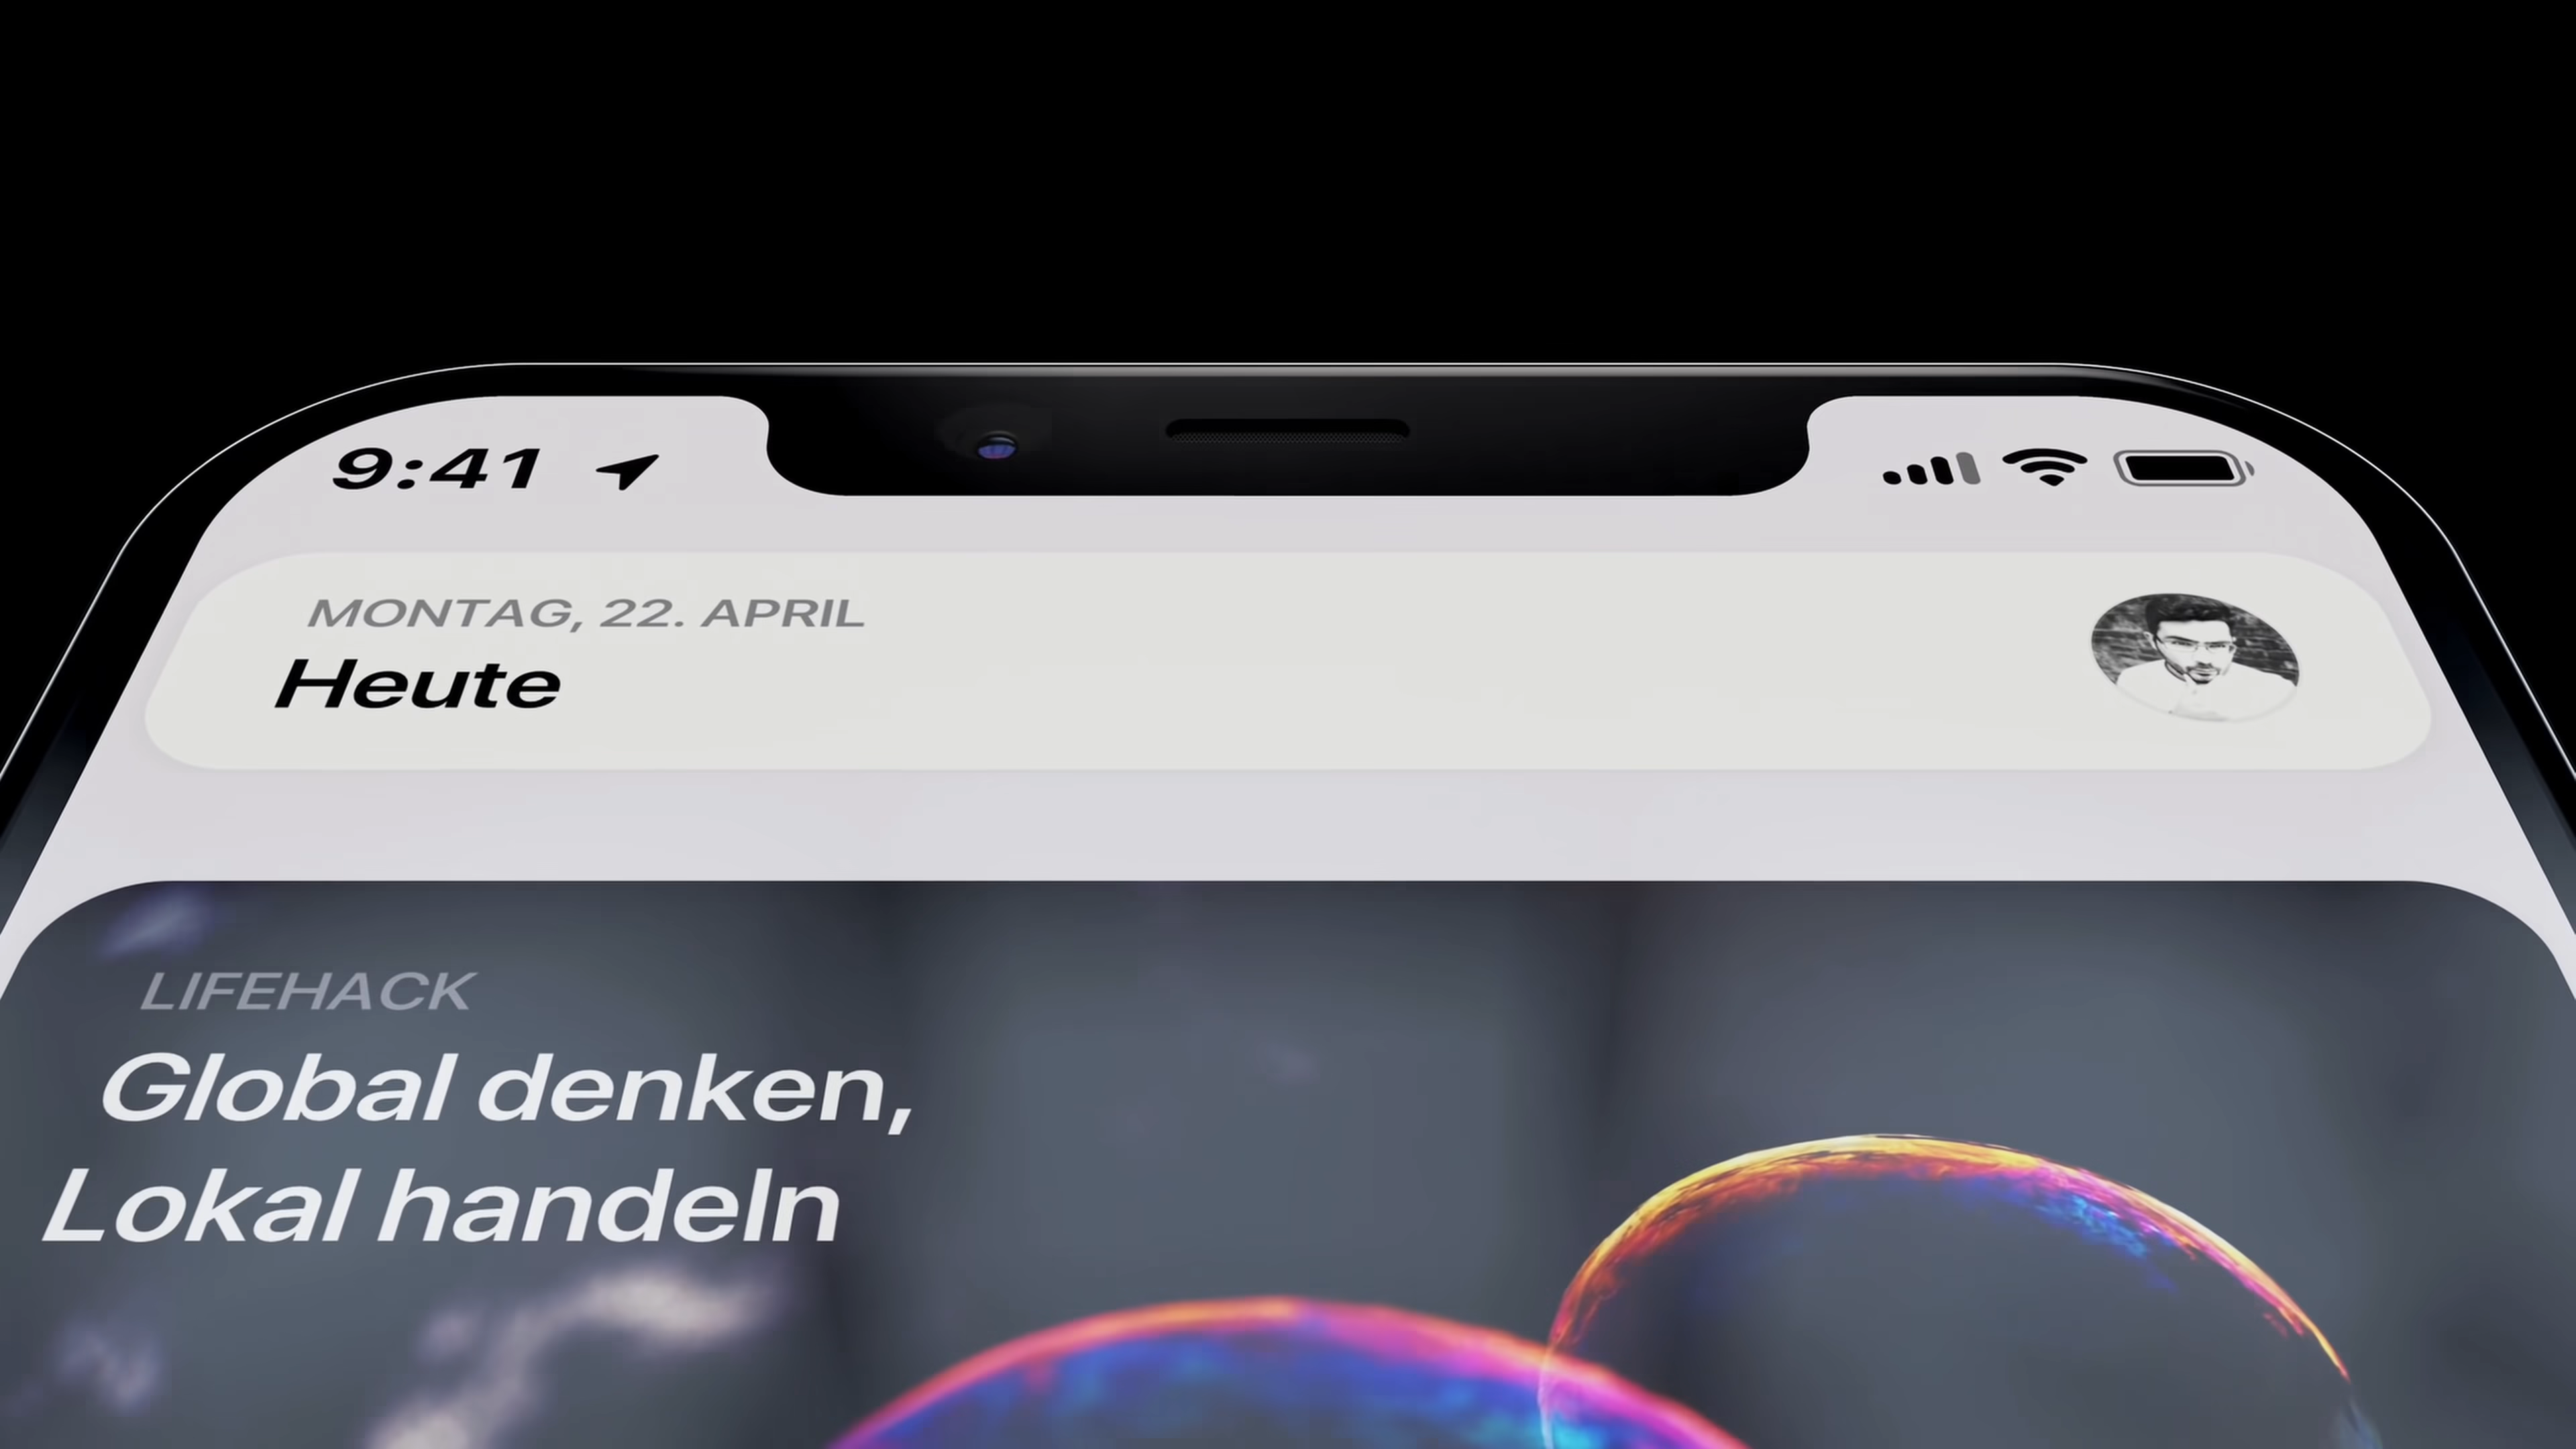 9:41
MONTAG, 22. APRIL
Heute
LIFEHACK
Global denken,
Lokal handeln